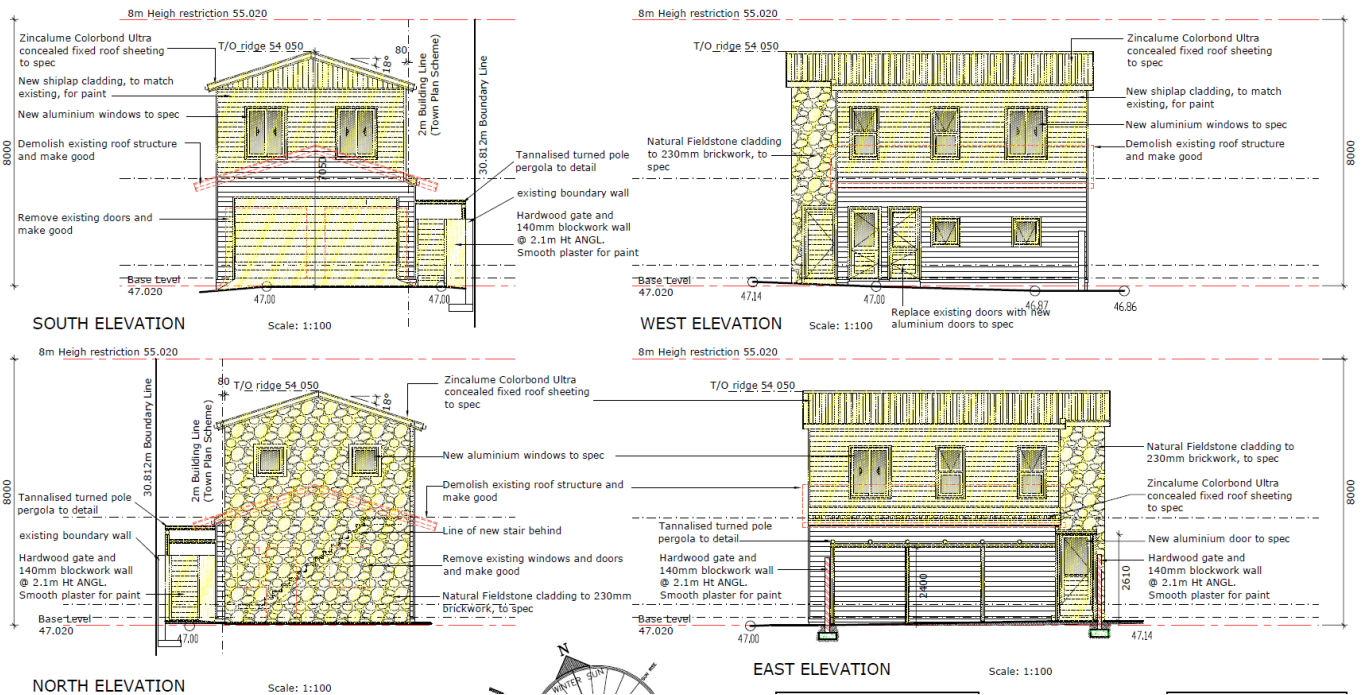 8m Heigh restriction 55.020
Zincalume Colorbond Ultra
concealed fixed roof sheeting
to spec
T/O ridge 54 050
80
18°
New shiplap cladding, to match
existing, for paint
New aluminium windows to spec
Demolish existing roof structure
and make good
8000
7050
2m Building Line
(Town Plan Scheme)
30.812m Boundary Line
Tannalised turned pole
pergola to detail
existing boundary wall
Hardwood gate and
140mm blockwork wall
@ 2.1m Ht ANGL.
Smooth plaster for paint
Remove existing doors and
make good
Base Level
47.020
47.00
47.00
SOUTH ELEVATION
Scale: 1:100
8m Heigh restriction 55.020
T/O ridge 54 050
Zincalume Colorbond Ultra
concealed fixed roof sheeting
to spec
New shiplap cladding, to match
existing, for paint
New aluminium windows to spec
Demolish existing roof structure
and make good
8000
Natural Fieldstone cladding
to 230mm brickwork, to
spec
Base Level
47.020
47.14
47.00
46.87
46.86
Replace existing doors with new
aluminium doors to spec
WEST ELEVATION
Scale: 1:100
8m Heigh restriction 55.020
80
T/O ridge 54 050
18°
Zincalume Colorbond Ultra
concealed fixed roof sheeting
to spec
30.812m Boundary Line
2m Building Line
(Town Plan Scheme)
8000
New aluminium windows to spec
Demolish existing roof structure and
make good
Tannalised turned pole
pergola to detail
existing boundary wall
Hardwood gate and
140mm blockwork wall
@ 2.1m Ht ANGL.
Smooth plaster for paint
Line of new stair behind
Remove existing windows and doors
and make good
Natural Fieldstone cladding to 230mm
brickwork, to spec
Base Level
47.020
47.00
NORTH ELEVATION
Scale: 1:100
8m Heigh restriction 55.020
T/O ridge 54 050
Natural Fieldstone cladding to
230mm brickwork, to spec
Zincalume Colorbond Ultra
concealed fixed roof sheeting
to spec
8000
New aluminium door to spec
Tannalised turned pole
pergola to detail
Hardwood gate and
140mm blockwork wall
@ 2.1m Ht ANGL.
Smooth plaster for paint
2400
2610
Hardwood gate and
140mm blockwork wall
@ 2.1m Ht ANGL.
Smooth plaster for paint
Base Level
47.020
47.00
47.14
EAST ELEVATION
Scale: 1:100
N
WINTER SUN
SUN RISE